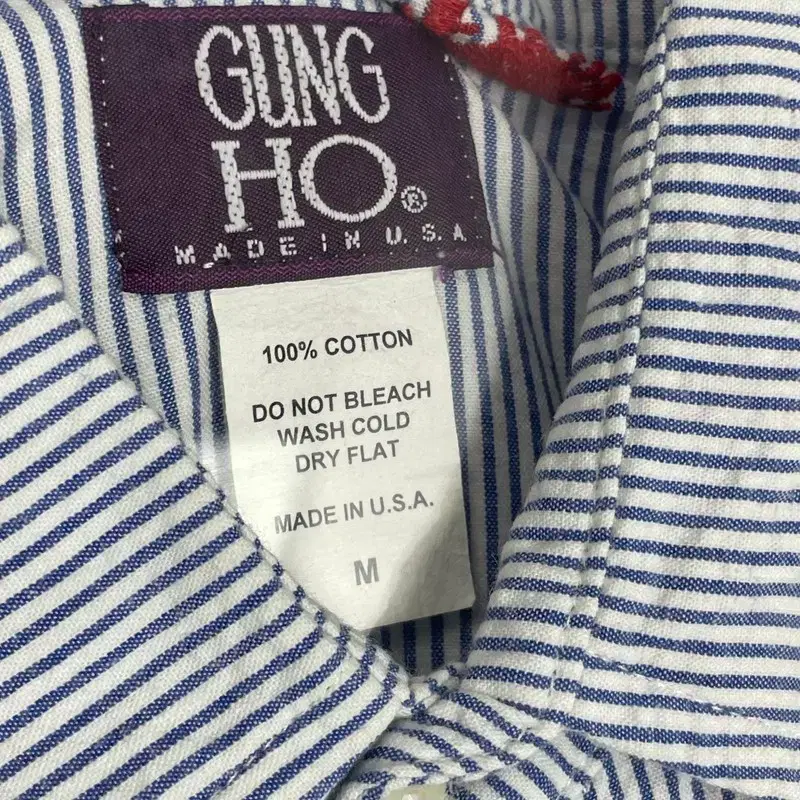 GUNG
HO®
MADE IN U.S.A
100% COTTON
DO NOT BLEACH
WASH COLD
DRY FLAT
MADE IN U.S.A.
M